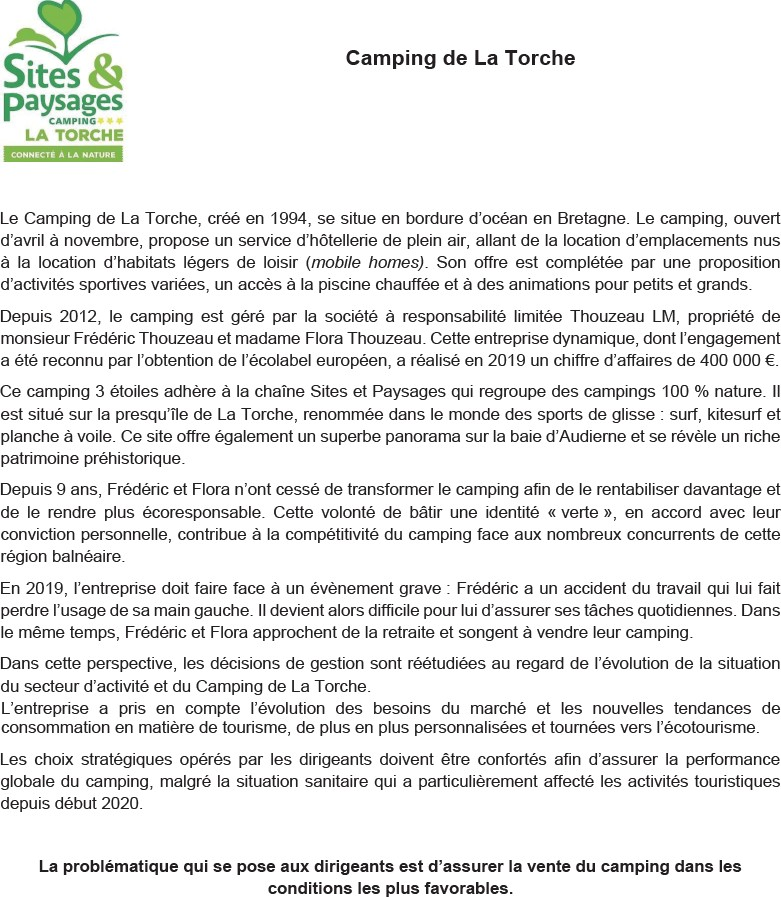 Sites &
Paysages
CAMPING
LA TORCHE
CONNECTÉ À LA NATURE
Camping de La Torche
Le Camping de La Torche, créé en 1994, se situe en bordure d’océan en Bretagne. Le camping, ouvert
d’avril à novembre, propose un service d’hôtellerie de plein air, allant de la location d’emplacements nus
à la location d’habitats légers de loisir (mobile homes). Son offre est complétée par une proposition
d’activités sportives variées, un accès à la piscine chauffée et à des animations pour petits et grands.
Depuis 2012, le camping est géré par la société à responsabilité limitée Thouzeau LM, propriété de
monsieur Frédéric Thouzeau et madame Flora Thouzeau. Cette entreprise dynamique, dont l’engagement
a été reconnu par l’obtention de l’écolabel européen, a réalisé en 2019 un chiffre d’affaires de 400 000 €.
Ce camping 3 étoiles adhère à la chaîne Sites et Paysages qui regroupe des campings 100 % nature. Il
est situé sur la presqu’île de La Torche, renommée dans le monde des sports de glisse : surf, kitesurf et
planche à voile. Ce site offre également un superbe panorama sur la baie d’Audierne et se révèle un riche
patrimoine préhistorique.
Depuis 9 ans, Frédéric et Flora n’ont cessé de transformer le camping afin de le rentabiliser davantage et
de le rendre plus écoresponsable. Cette volonté de bâtir une identité « verte », en accord avec leur
conviction personnelle, contribue à la compétitivité du camping face aux nombreux concurrents de cette
région balnéaire.
En 2019, l’entreprise doit faire face à un évènement grave : Frédéric a un accident du travail qui lui fait
perdre l’usage de sa main gauche. Il devient alors difficile pour lui d’assurer ses tâches quotidiennes. Dans
le même temps, Frédéric et Flora approchent de la retraite et songent à vendre leur camping.
Dans cette perspective, les décisions de gestion sont réétudiées au regard de l’évolution de la situation
du secteur d’activité et du Camping de La Torche.
L’entreprise a pris en compte l’évolution des besoins du marché et les nouvelles tendances de
consommation en matière de tourisme, de plus en plus personnalisées et tournées vers l’écotourisme.
Les choix stratégiques opérés par les dirigeants doivent être confortés afin d’assurer la performance
globale du camping, malgré la situation sanitaire qui a particulièrement affecté les activités touristiques
depuis début 2020.
La problématique qui se pose aux dirigeants est d’assurer la vente du camping dans les
conditions les plus favorables.